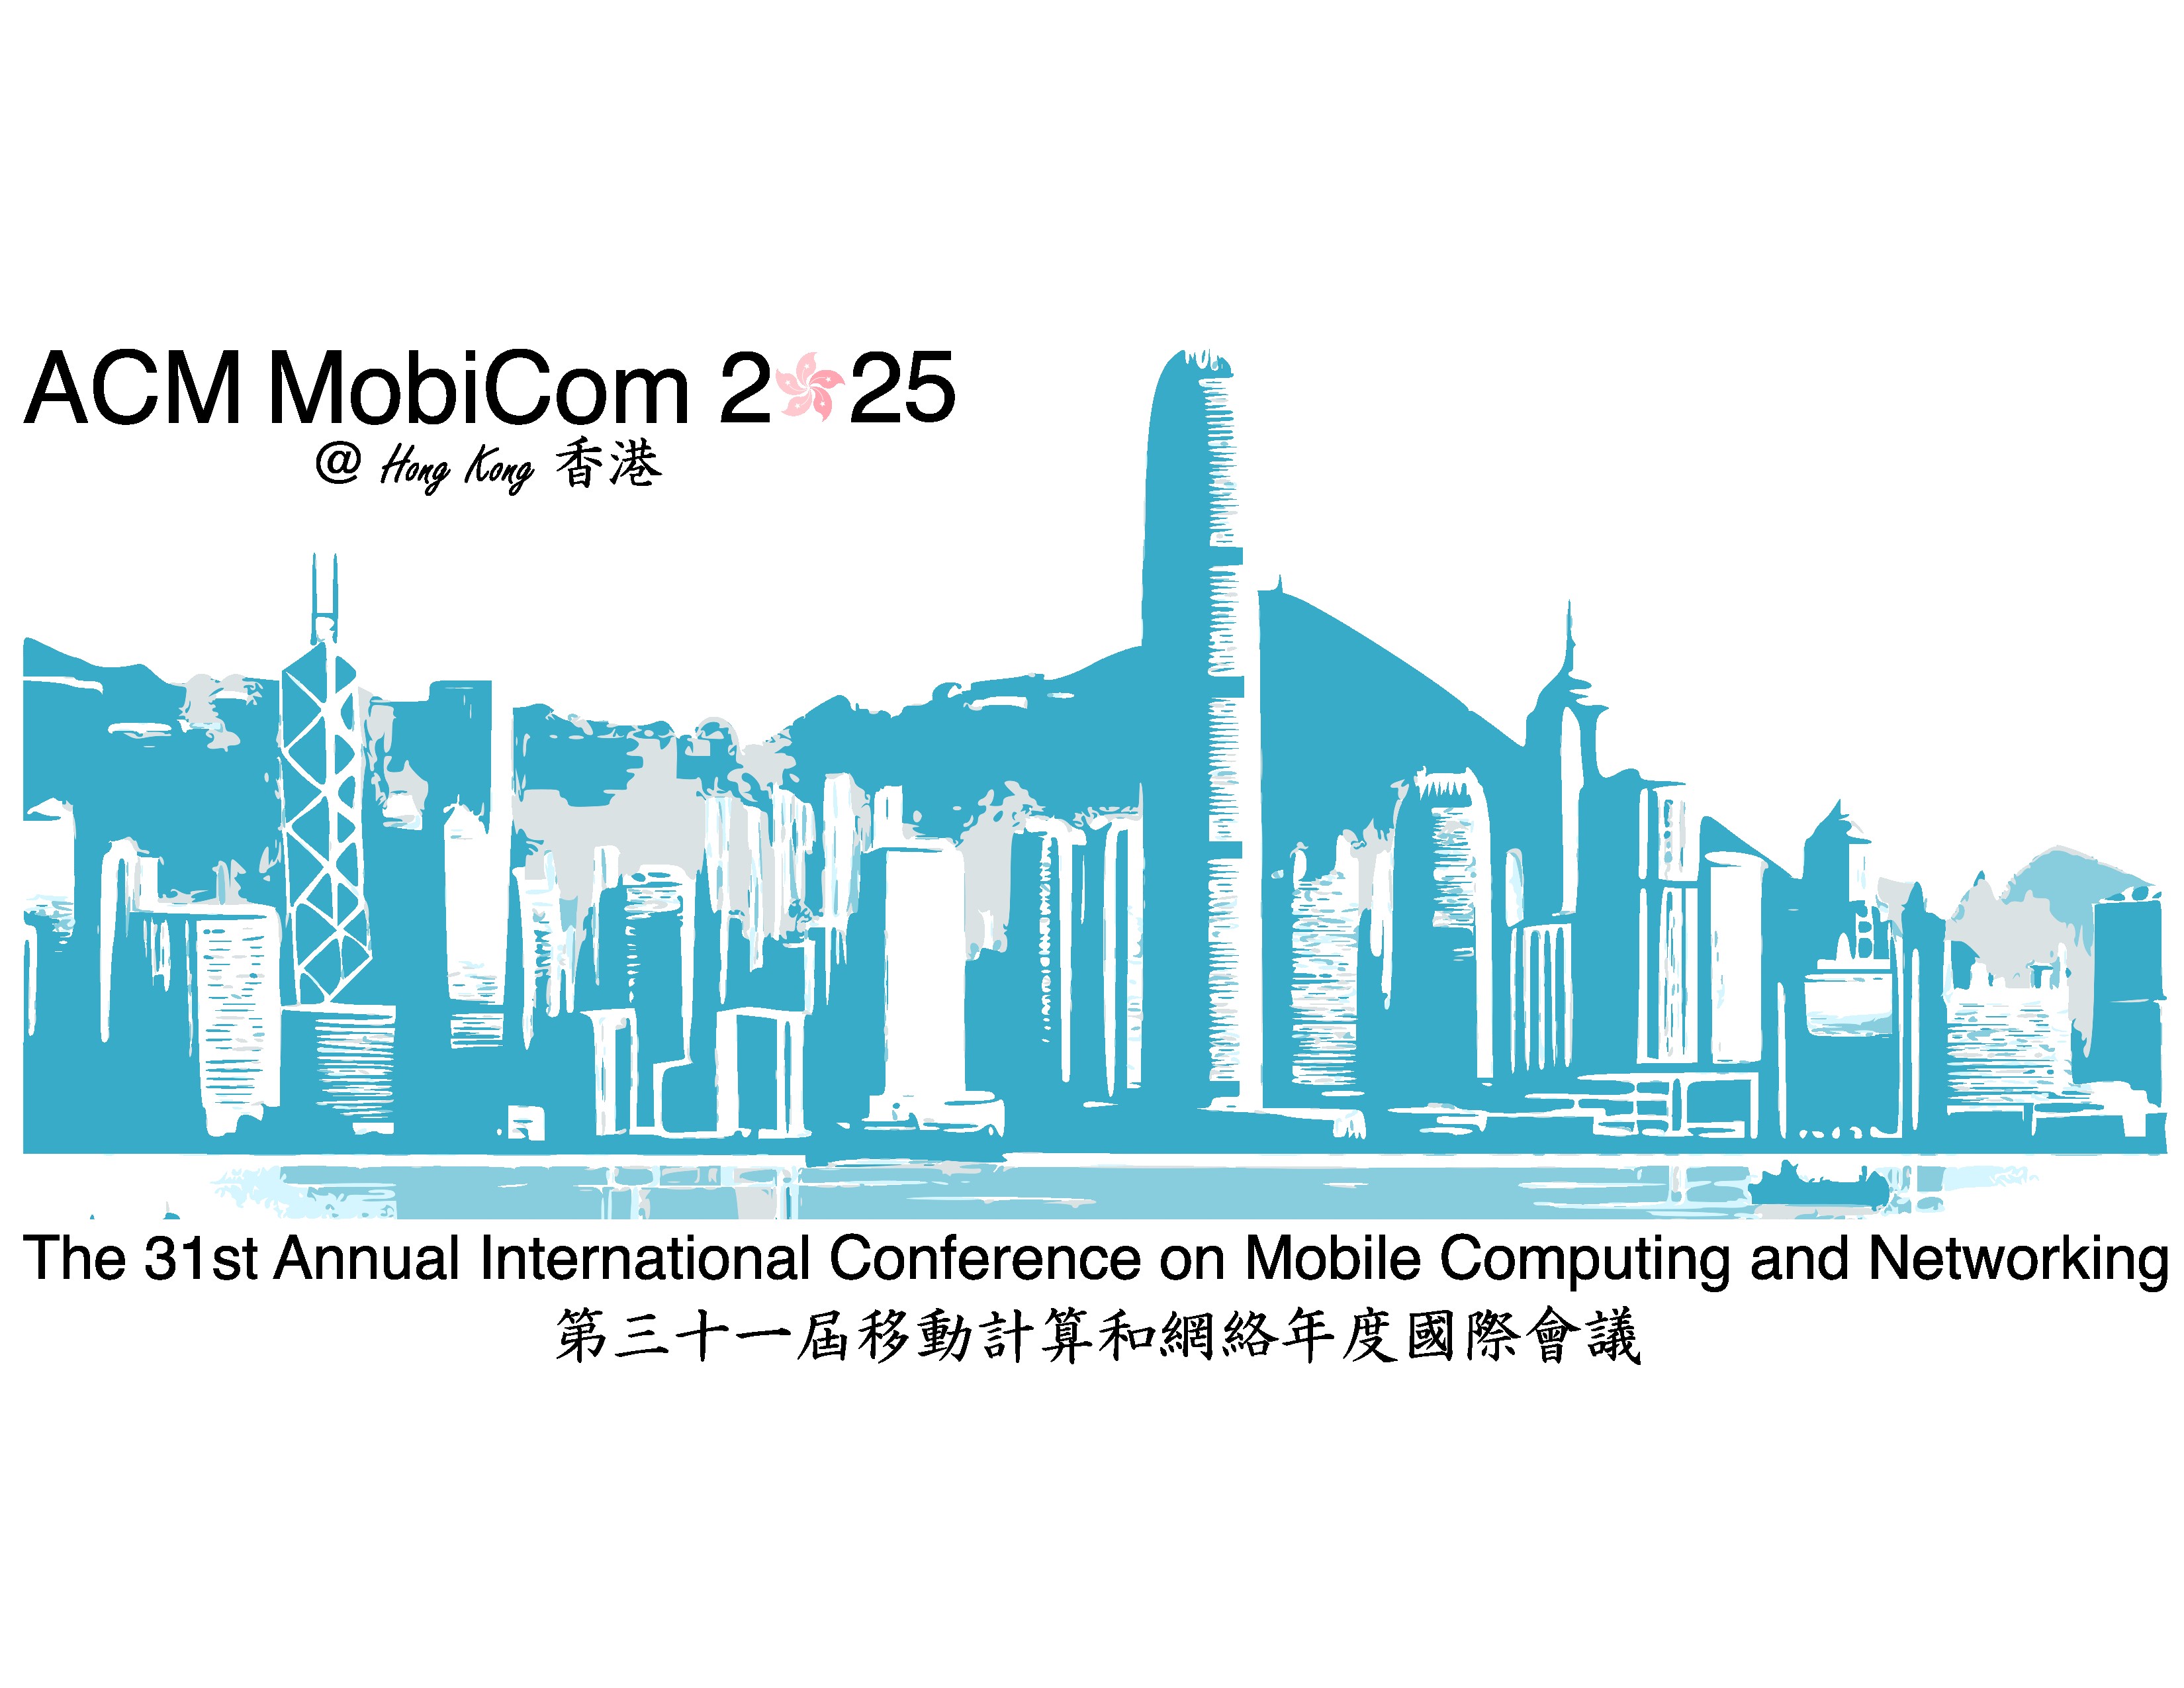 ACM MobiCom 2025
@ Hong Kong 香港
The 31st Annual International Conference on Mobile Computing and Networking
第三十一屆移動計算和網絡年度國際會議